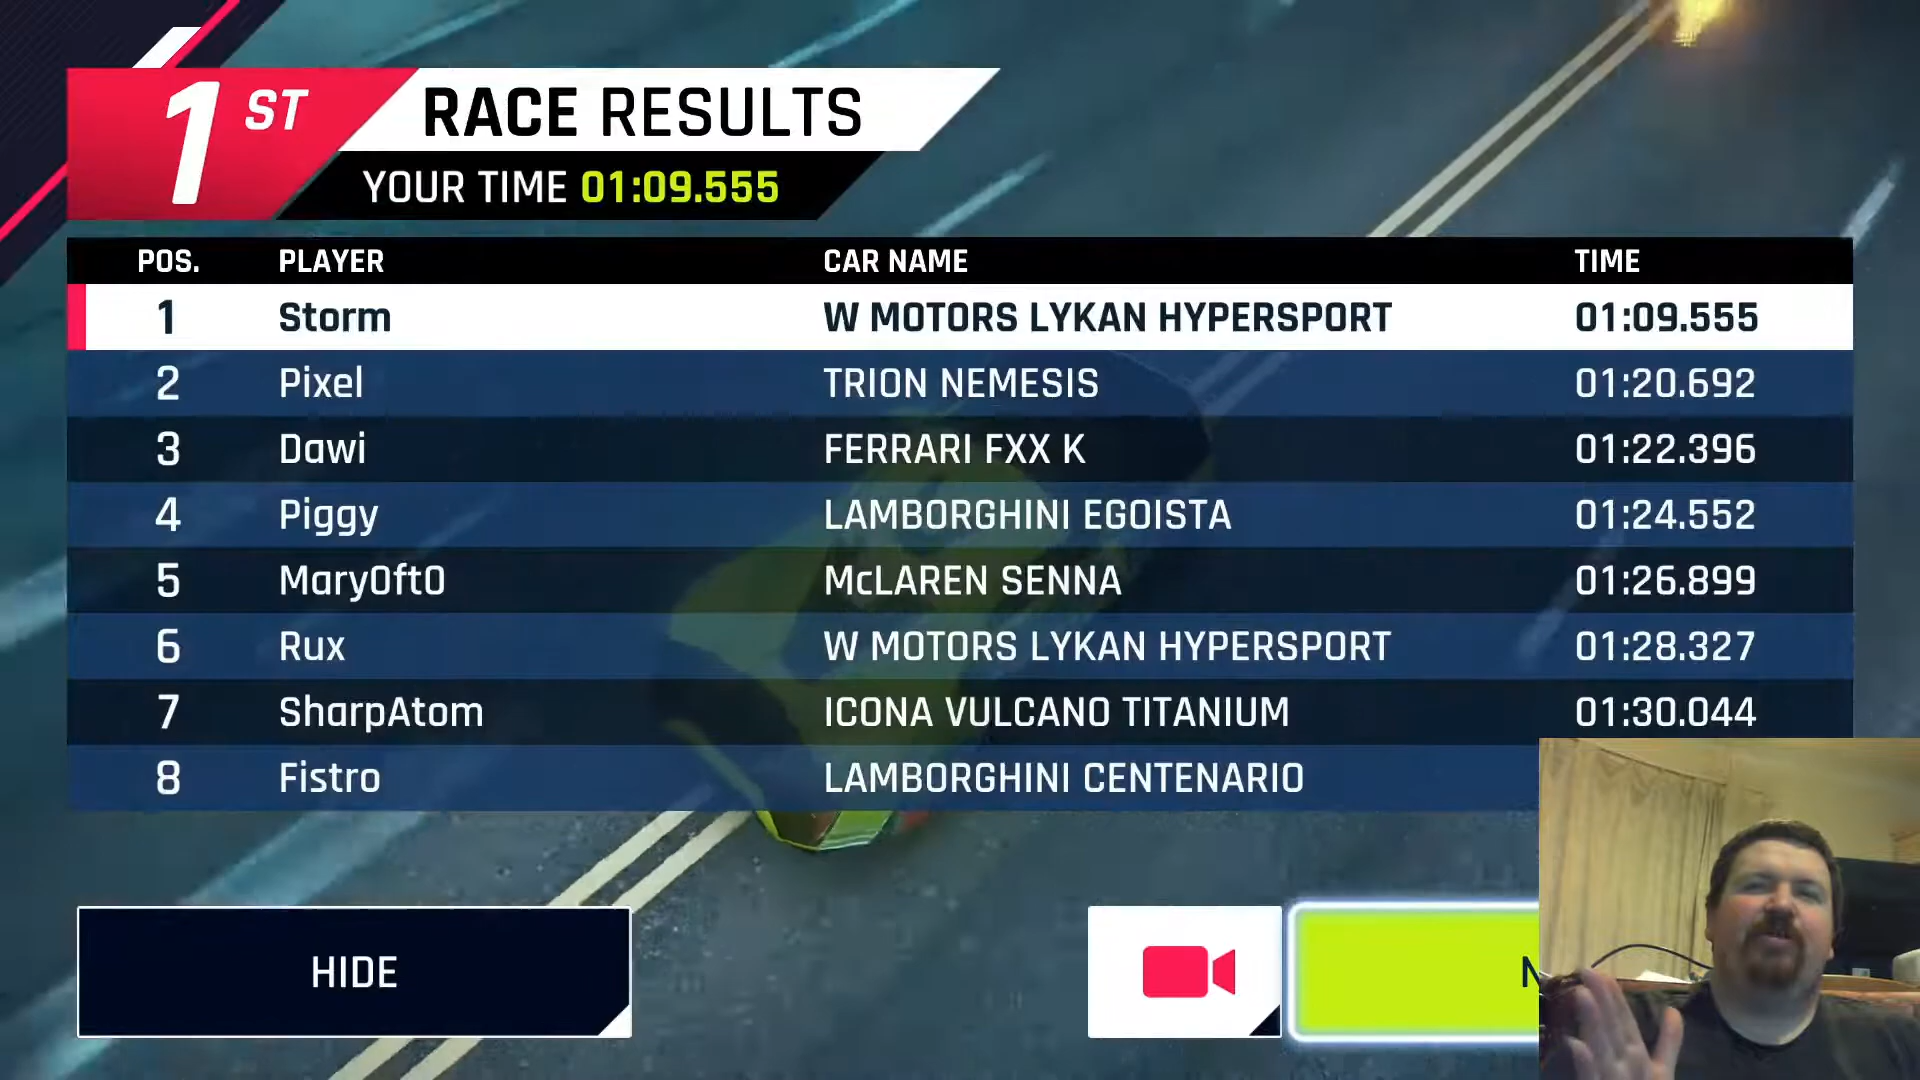 1 ST RACE RESULTS
YOUR TIME 01:09.555
POS. PLAYER CAR NAME TIME
1 Storm W MOTORS LYKAN HYPERSPORT 01:09.555
2 Pixel TRION NEMESIS 01:20.692
3 Dawi FERRARI FXX K 01:22.396
4 Piggy LAMBORGHINI EGOISTA 01:24.552
5 MaryOftO McLAREN SENNA 01:26.899
6 Rux W MOTORS LYKAN HYPERSPORT 01:28.327
7 SharpAtom ICONA VULCANO TITANIUM 01:30.044
8 Fistro LAMBORGHINI CENTENARIO
HIDE